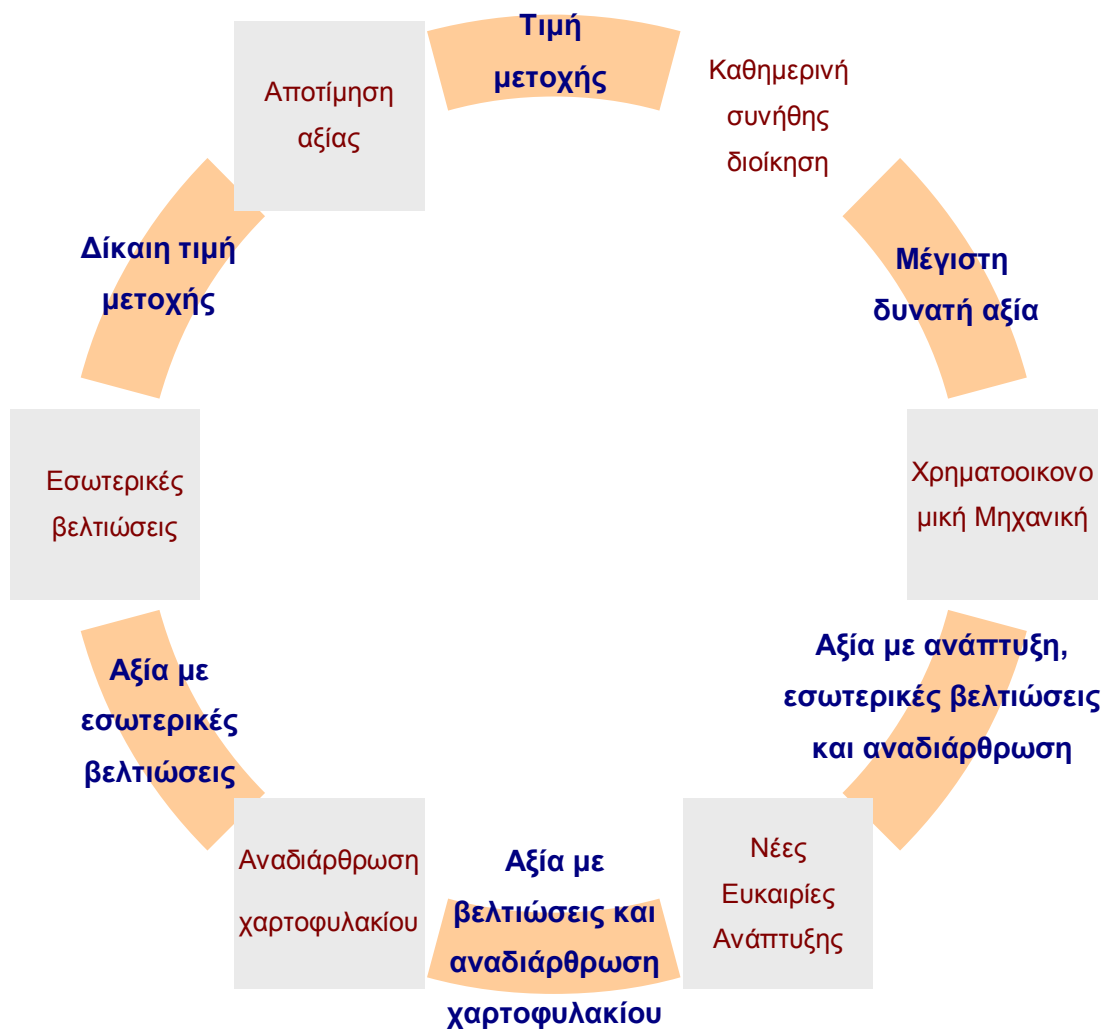 Τιμή
μετοχής
Καθημερινή
συνήθης
διοίκηση
Αποτίμηση
αξίας
Δίκαιη τιμή
μετοχής
Μέγιστη
δυνατή αξία
Εσωτερικές
βελτιώσεις
Χρηματοοικονο
μική Μηχανική
Αξία με
εσωτερικές
βελτιώσεις
Αξία με ανάπτυξη,
εσωτερικές βελτιώσεις
και αναδιάρθρωση
Αναδιάρθρωση
χαρτοφυλακίου
Αξία με
βελτιώσεις και
αναδιάρθρωση
χαρτοφυλακίου
Νέες
Ευκαιρίες
Ανάπτυξης